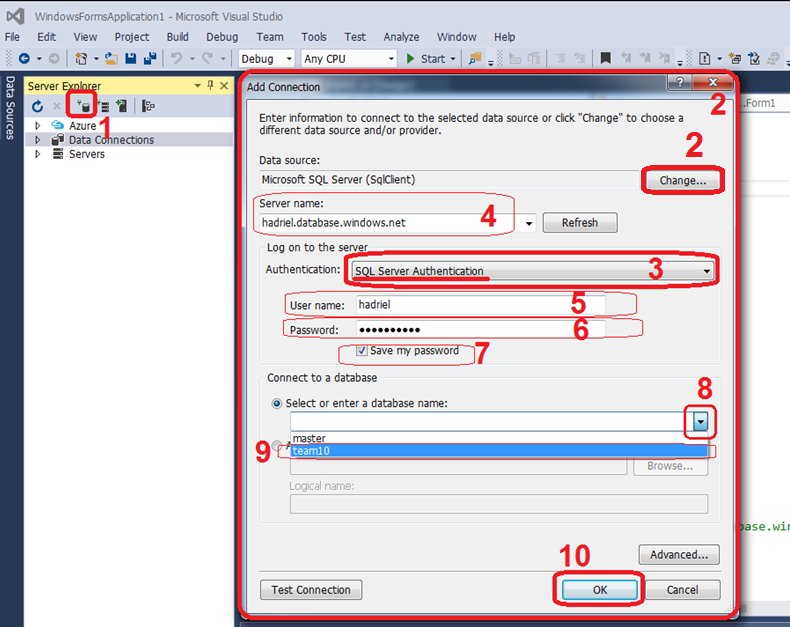 WindowsFormsApplication1 - Microsoft Visual Studio
File Edit View Project Build Debug Team Tools Test Analyze Window Help
Debug Any CPU Start
Data Sources
Server Explorer
1
Azure
Data Connections
Servers
Add Connection ?
2
..Form1
Enter information to connect to the selected data source or click "Change" to choose a
different data source and/or provider.
2
Data source:
Microsoft SQL Server (SqlClient) Change...
Server name:
hadriel.database.windows.net 4 Refresh
Log on to the server
Authentication: SQL Server Authentication 3
User name: hadriel 5
Password: ●●●●●●●●●● 6
Save my password 7
Connect to a database
8
Select or enter a database name:
master
9 A team10
Browse...
Logical name:
base.win
Advanced...
10
Test Connection OK Cancel